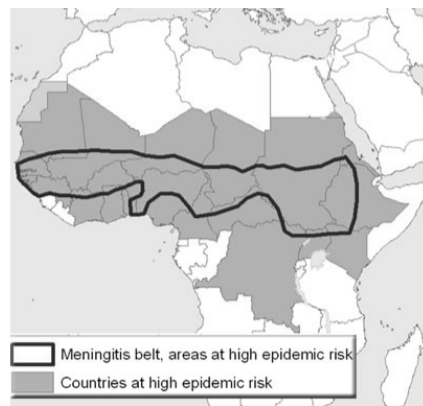 Meningitis belt, areas at high epidemic risk
Countries at high epidemic risk